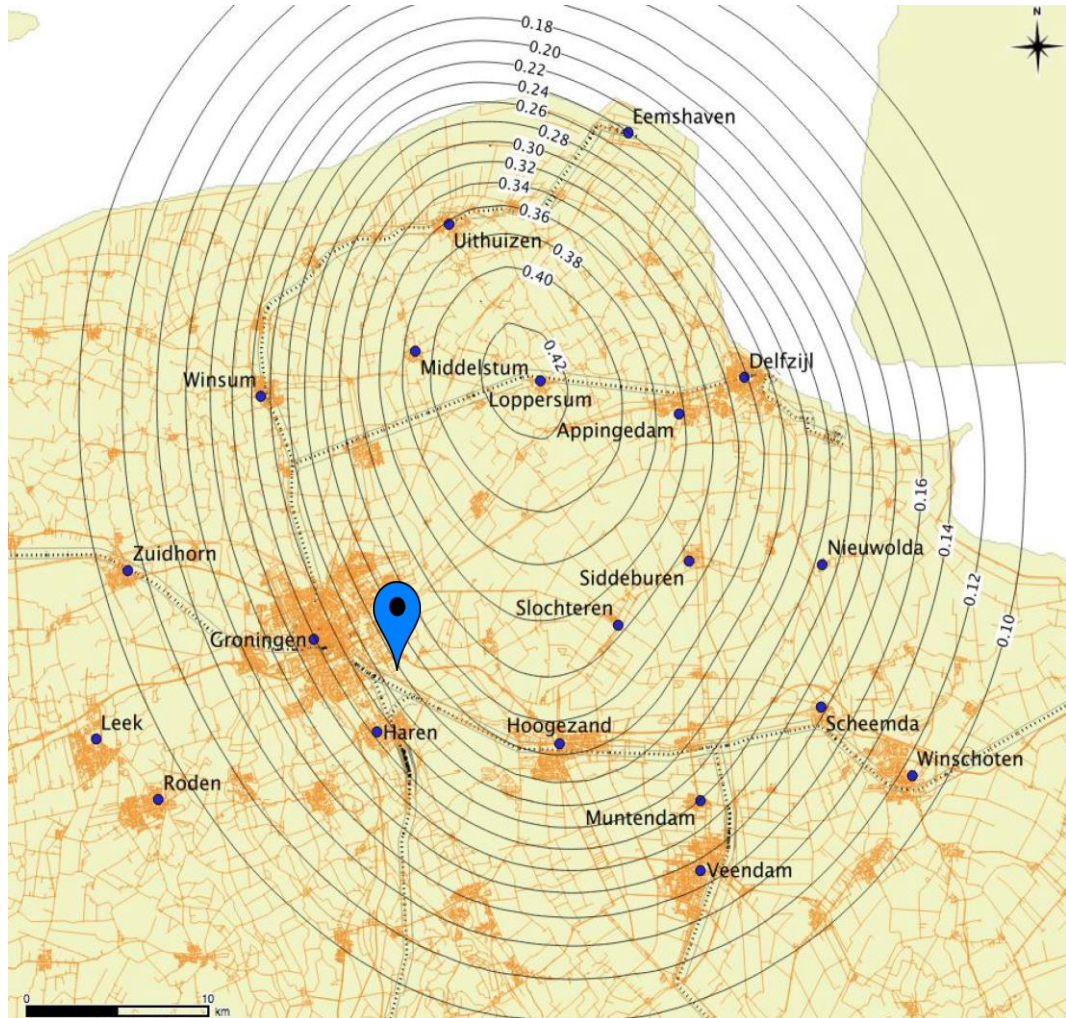 N
0.18
0.20
0.22
0.24
0.26
0.28
0.30
0.32
0.34
0.36
0.38
0.40
0.42
Eemshaven
Uithuizen
Middelstum
Winsum
Loppersum
Delfzijl
Appingedam
0.16
0.14
0.12
0.10
Zuidhorn
Nieuwolda
Siddeburen
Slochteren
Groningen
Leek
Haren
Hoogezand
Scheemda
Winschoten
Roden
Muntendam
Veendam
0 10
km